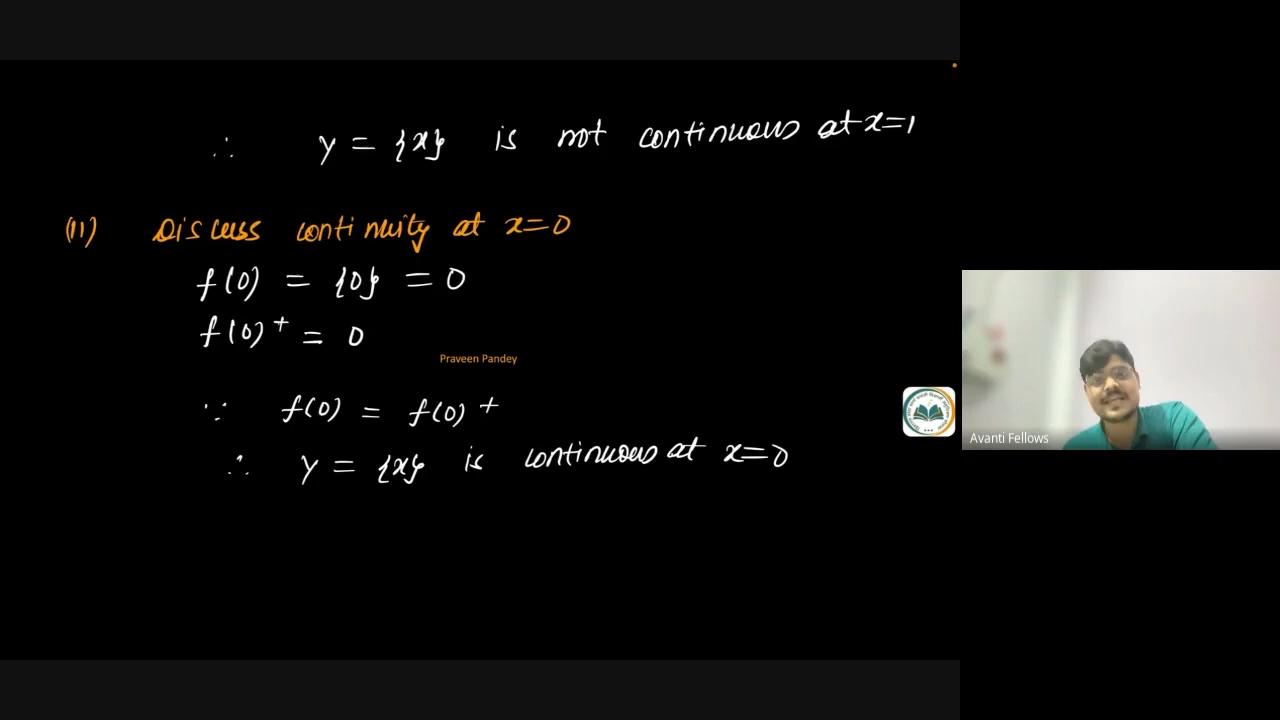 ∴ y = {x} is not continuous at x=1
(11) Discuss continuity at x=0
f(0) = {0} = 0
f(0)⁺ = 0
Praveen Pandey
∵ f(0) = f(0)⁺
∴ y = {x} is continuous at x=0
Avanti Fellows